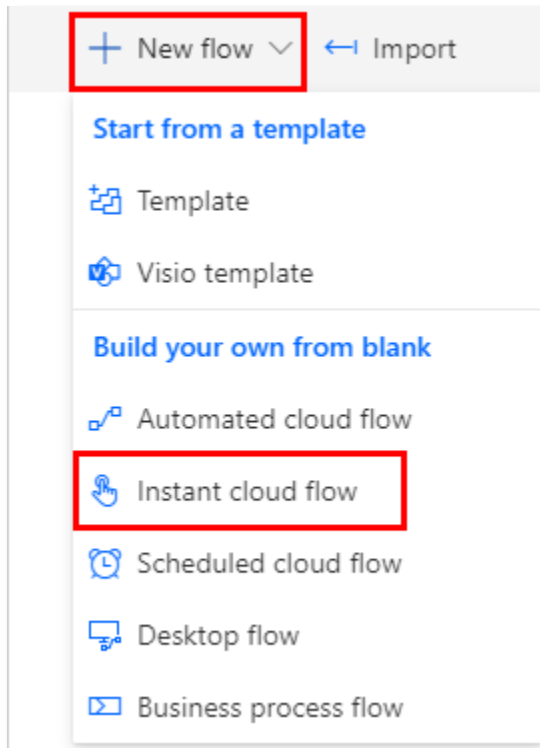 New flow Import
Start from a template
Template
Visio template
Build your own from blank
Automated cloud flow
Instant cloud flow
Scheduled cloud flow
Desktop flow
Business process flow